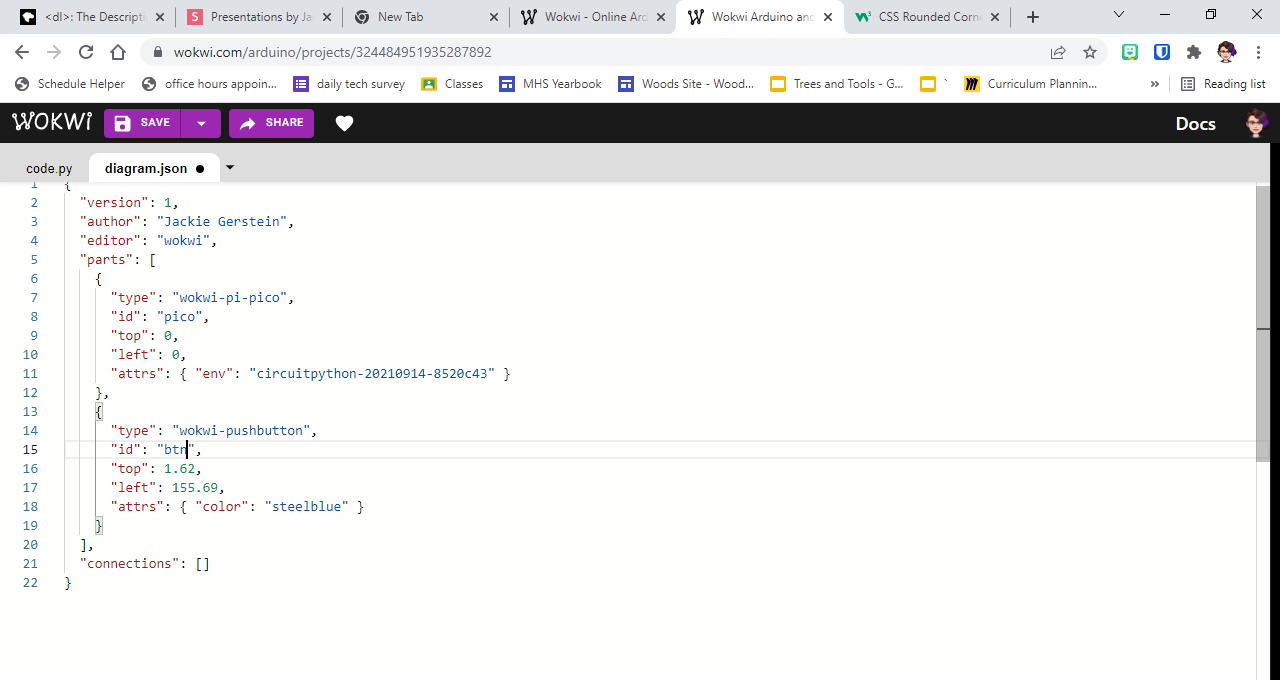 <dl>: The Descripti
Presentations by Ja
New Tab
Wokwi - Online Ard
Wokwi Arduino and
CSS Rounded Corne
wokwi.com/arduino/projects/324484951935287892
Schedule Helper
office hours appoin...
daily tech survey
Classes
MHS Yearbook
Woods Site - Wood...
Trees and Tools - G...
`
Curriculum Plannin...
»
Reading list
WOKWI
SAVE
SHARE
Docs
code.py
diagram.json ●
1 {
2 "version": 1,
3 "author": "Jackie Gerstein",
4 "editor": "wokwi",
5 "parts": [
6 {
7 "type": "wokwi-pi-pico",
8 "id": "pico",
9 "top": 0,
10 "left": 0,
11 "attrs": { "env": "circuitpython-20210914-8520c43" }
12 },
13 {
14 "type": "wokwi-pushbutton",
15 "id": "btn",
16 "top": 1.62,
17 "left": 155.69,
18 "attrs": { "color": "steelblue" }
19 }
20 ],
21 "connections": []
22 }